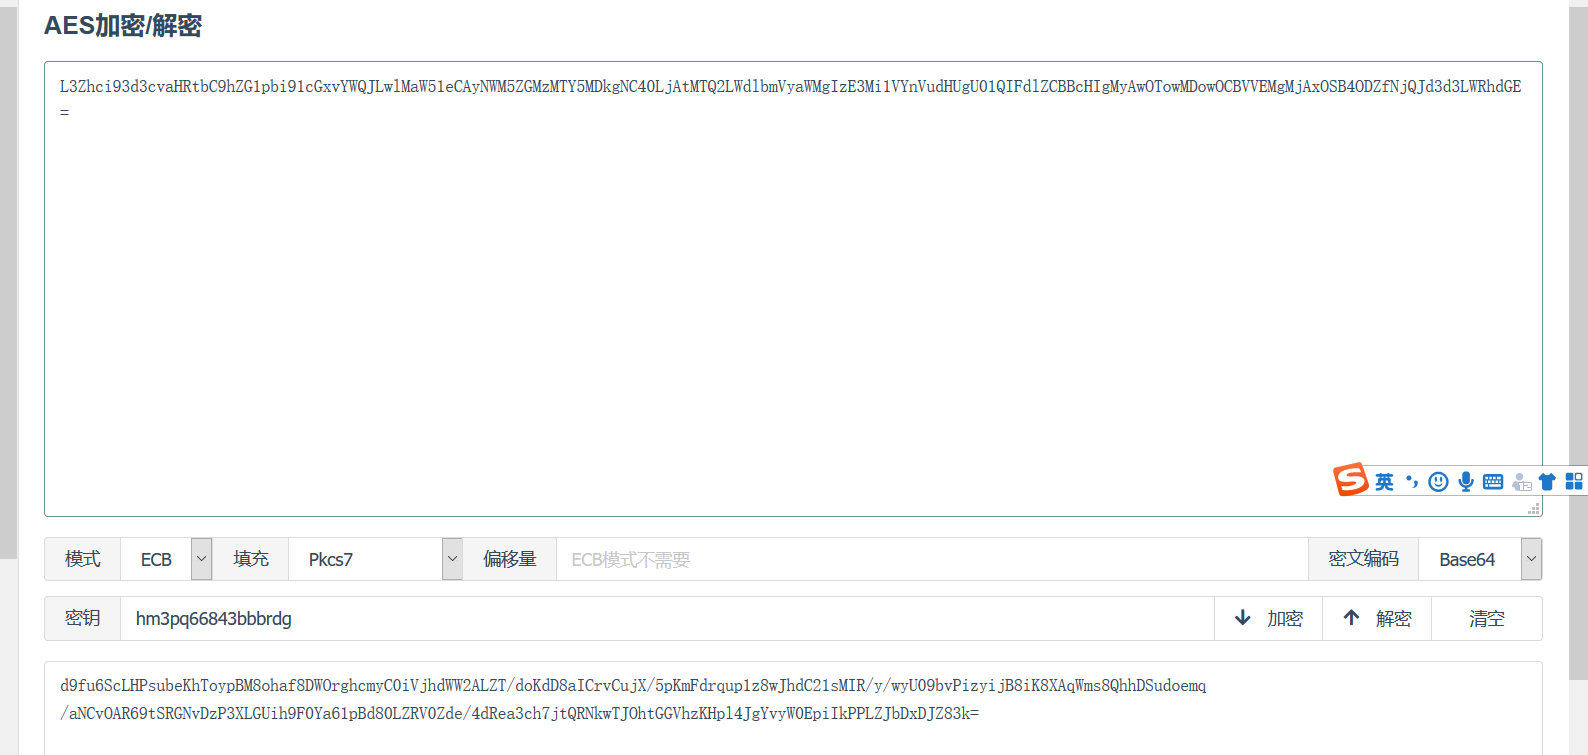 AES加密/解密
L3Zhci93d3cvaHRtbC9hZG1pbi91cGxvYWQJLwlMaW51eCAyNWM5ZGMzMTY5MDkgNC40LjAtMTQ2LWdlbmVyaWMgIzE3Mi1VYnVudHUgU01QIFdlZCBBcHIgMyAwOTowMDowOCBVVEMgMjAxOSB4ODZfNjQJd3d3LWRhdGE
=
英
模式 ECB 填充 Pkcs7 偏移量 ECB模式不需要 密文编码 Base64
密钥 hm3pq66843bbbrdg 加密 解密 清空
d9fu6ScLHPsubeKhToypBM8ohaf8DWOrghcmyC0iVjhdWW2ALZT/doKdD8aICrvCujX/5pKmFdrqup1z8wJhdC21sMIR/y/wyU09bvPizyijB8iK8XAqWms8QhhDSudoemq
/aNCvOAR69tSRGNvDzP3XLGUih9F0Ya61pBd80LZRV0Zde/4dRea3ch7jtQRNkwTJOhtGGVhzKHpl4JgYvyW0EpiIkPPLZJbDxDJZ83k=